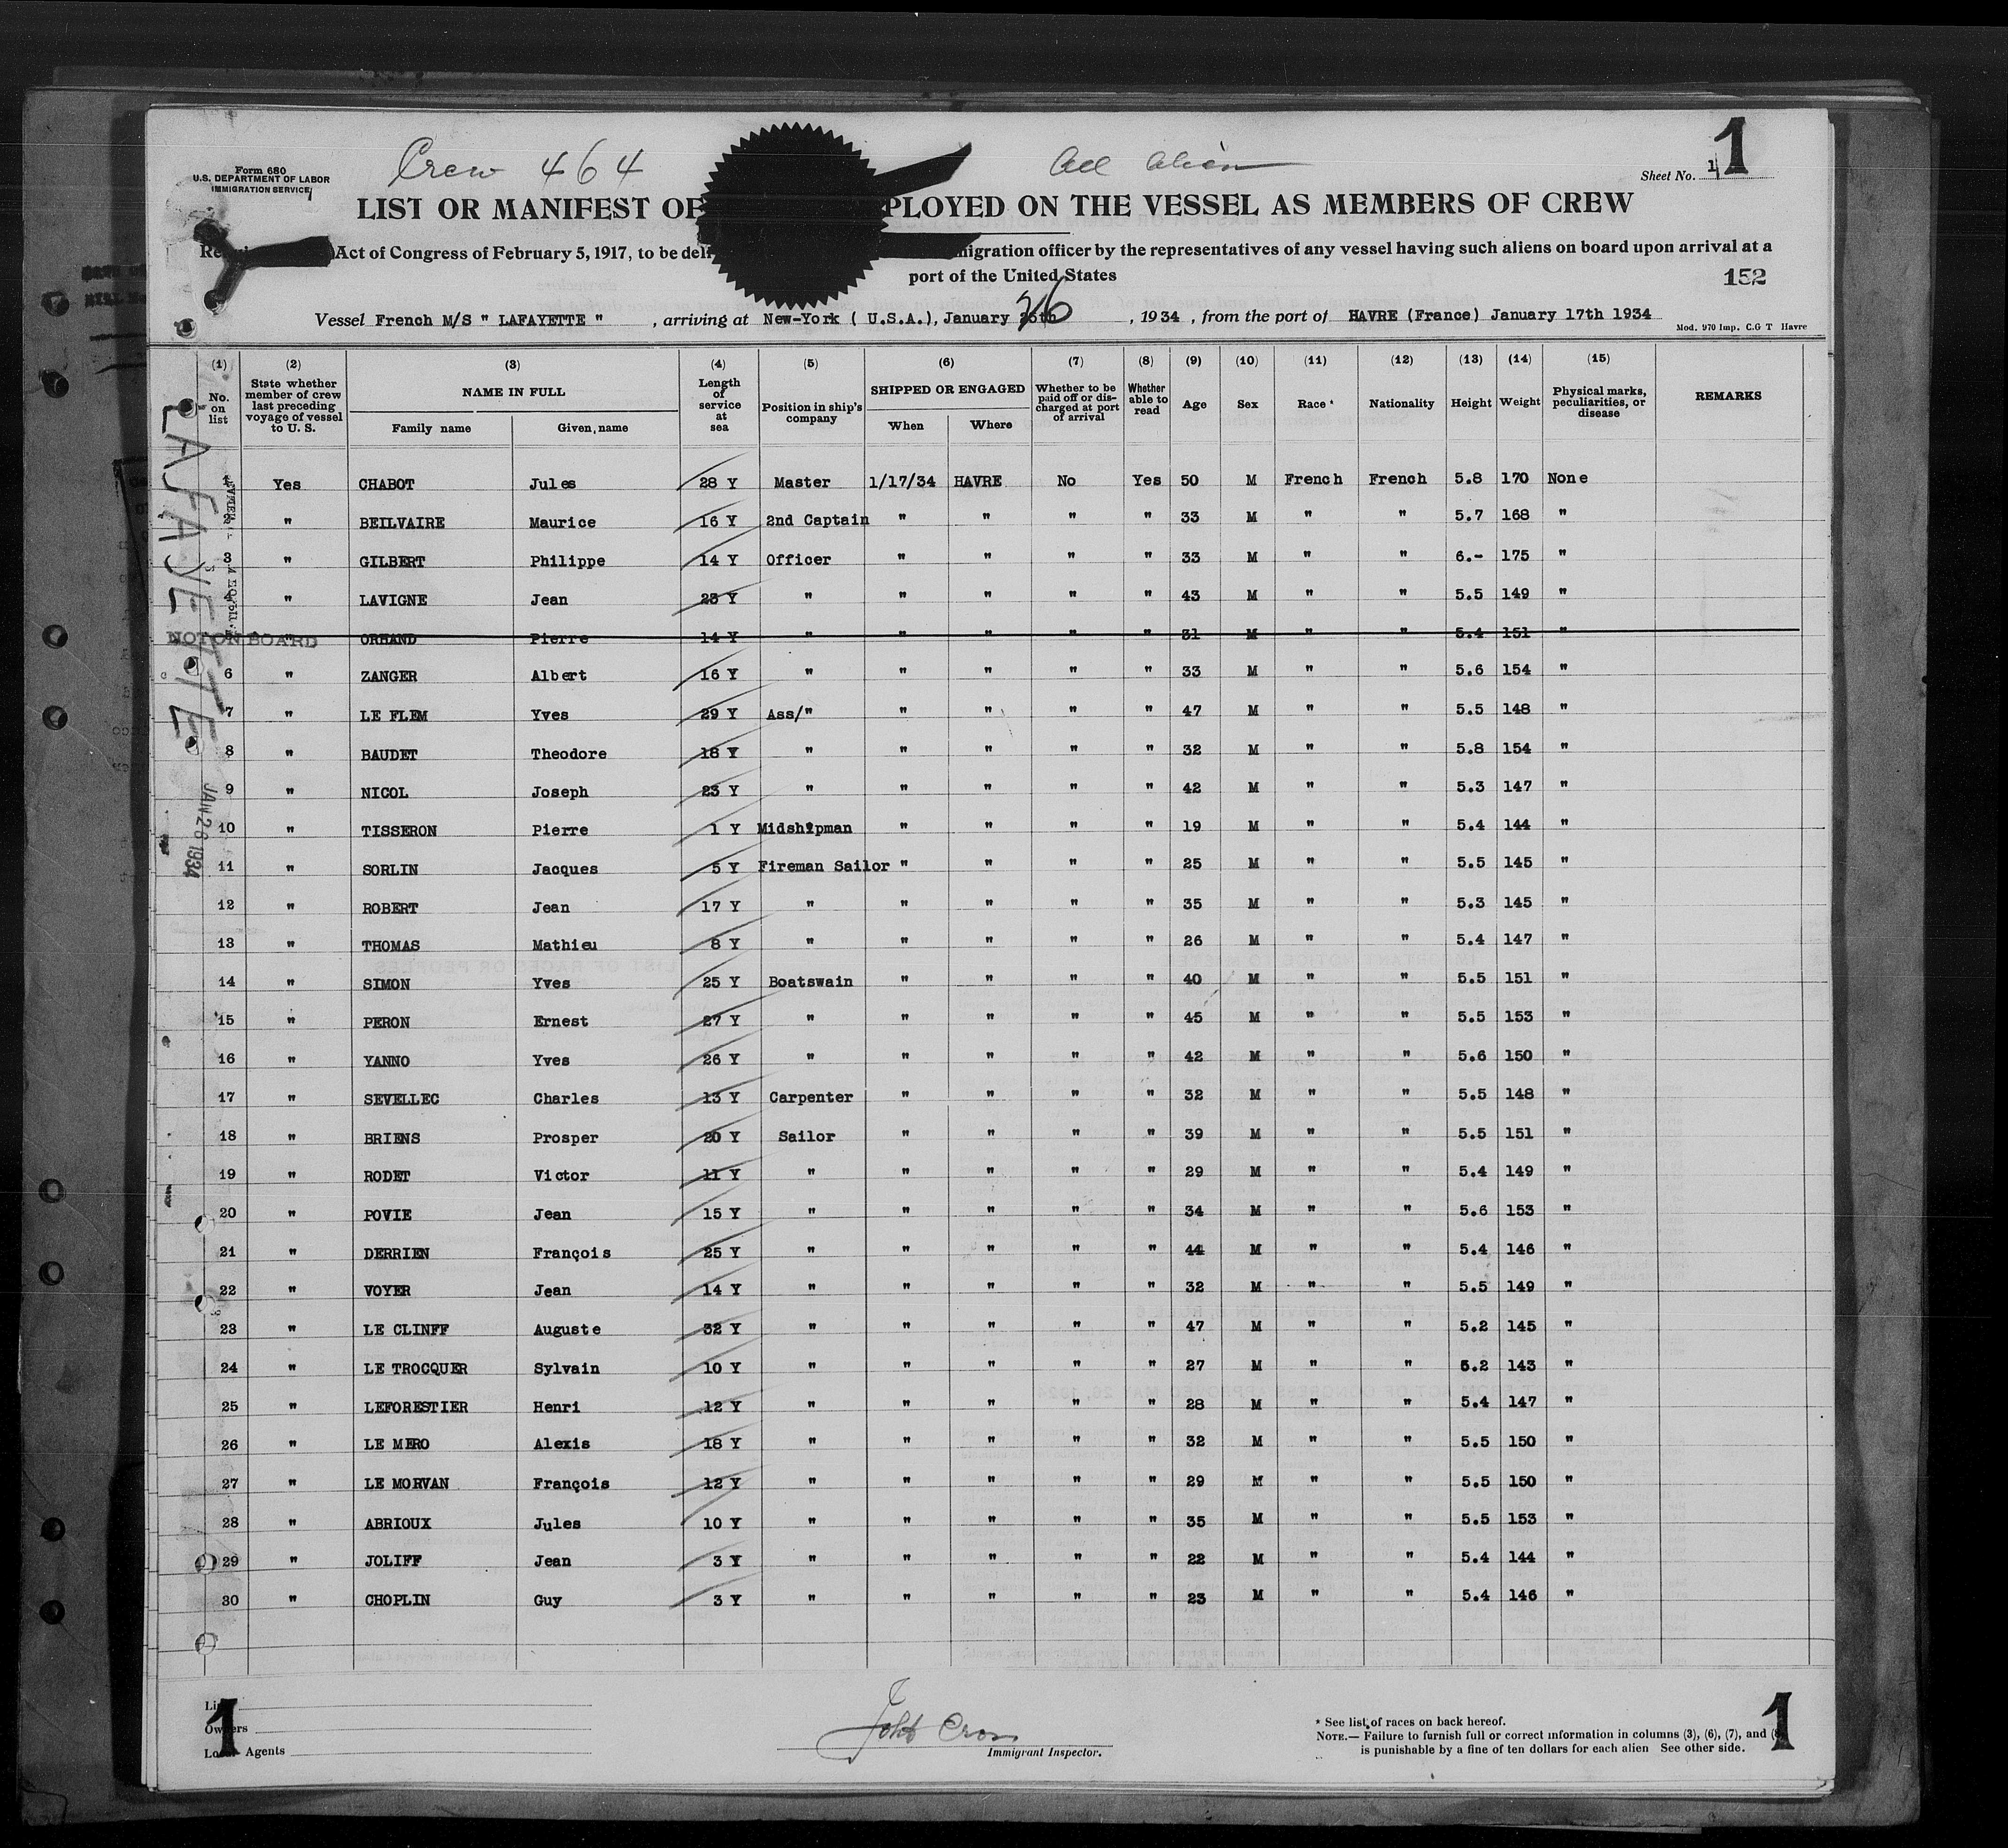 Crew 464
All Alien
1
Form 680
U.S. DEPARTMENT OF LABOR
IMMIGRATION SERVICE
Sheet No. 1
LIST OR MANIFEST OF PLOYED ON THE VESSEL AS MEMBERS OF CREW
Act of Congress of February 5, 1917, to be deli migration officer by the representatives of any vessel having such aliens on board upon arrival at a
port of the United States
152
Vessel French M/S " LAFAYETTE " , arriving at New-York ( U.S.A.), January 26 , 1934 , from the port of HAVRE (France) January 17th 1934
Mod. 970 Imp. C.G T Havre
(1) (2) (3) (4) (5) (6) (7) (8) (9) (10) (11) (12) (13) (14) (15)
No. on list State whether member of crew last preceding voyage of vessel to U. S. NAME IN FULL Length of service at sea Position in ship's company SHIPPED OR ENGAGED Whether to be paid off or discharged at port of arrival Whether able to read Age Sex Race * Nationality Height Weight Physical marks, peculiarities, or disease REMARKS
Family name Given name When Where
Yes CHABOT Jules 28 Y Master 1/17/34 HAVRE No Yes 50 M French French 5.8 170 None
2 " BEILVAIRE Maurice 16 Y 2nd Captain " " " " 33 M " " 5.7 168 "
3 " GILBERT Philippe 14 Y Officer " " " " 33 M " " 6.- 175 "
4 " LAVIGNE Jean 23 Y " " " " " 43 M " " 5.5 149 "
NOT ON BOARD " ORHAND Pierre 14 Y " " " " " 31 M " " 5.4 151 "
6 " ZANGER Albert 16 Y " " " " " 33 M " " 5.6 154 "
7 " LE FLEM Yves 29 Y Ass/" " " " " 47 M " " 5.5 148 "
8 " BAUDET Theodore 18 Y " " " " " 32 M " " 5.8 154 "
9 " NICOL Joseph 23 Y " " " " " 42 M " " 5.3 147 "
10 " TISSERON Pierre 1 Y Midshipman " " " " 19 M " " 5.4 144 "
11 " SORLIN Jacques 5 Y Fireman Sailor " " " " 25 M " " 5.5 145 "
12 " ROBERT Jean 17 Y " " " " " 35 M " " 5.3 145 "
13 " THOMAS Mathieu 8 Y " " " " " 26 M " " 5.4 147 "
14 " SIMON Yves 25 Y Boatswain " " " " 40 M " " 5.5 151 "
15 " PERON Ernest 27 Y " " " " " 45 M " " 5.5 153 "
16 " YANNO Yves 26 Y " " " " " 42 M " " 5.6 150 "
17 " SEVELLEC Charles 13 Y Carpenter " " " " 32 M " " 5.5 148 "
18 " BRIENS Prosper 20 Y Sailor " " " " 39 M " " 5.5 151 "
19 " RODET Victor 11 Y " " " " " 29 M " " 5.4 149 "
20 " POVIE Jean 15 Y " " " " " 34 M " " 5.6 153 "
21 " DERRIEN François 25 Y " " " " " 44 M " " 5.4 146 "
22 " VOYER Jean 14 Y " " " " " 32 M " " 5.5 149 "
23 " LE CLINFF Auguste 32 Y " " " " " 47 M " " 5.2 145 "
24 " LE TROCQUER Sylvain 10 Y " " " " " 27 M " " 5.2 143 "
25 " LEFORESTIER Henri 12 Y " " " " " 28 M " " 5.4 147 "
26 " LE MERO Alexis 18 Y " " " " " 32 M " " 5.5 150 "
27 " LE MORVAN François 12 Y " " " " " 29 M " " 5.5 150 "
28 " ABRIOUX Jules 10 Y " " " " " 35 M " " 5.5 153 "
29 " JOLIFF Jean 3 Y " " " " " 22 M " " 5.4 144 "
30 " CHOPLIN Guy 3 Y " " " " " 23 M " " 5.4 146 "
LAFAYETTE
JAN 26 1934
Owners
Local Agents
1
John Cron
Immigrant Inspector.
* See list of races on back hereof.
NOTE.— Failure to furnish full or correct information in columns (3), (6), (7), and
is punishable by a fine of ten dollars for each alien See other side.
1